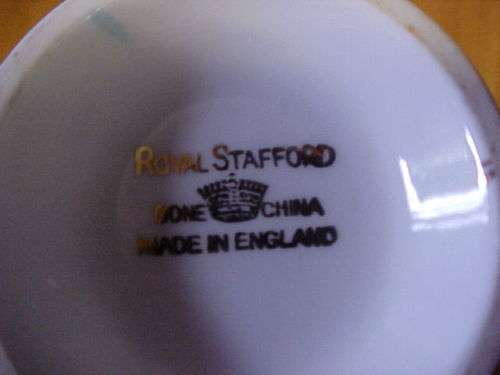 ROYAL STAFFORD
BONE CHINA
MADE IN ENGLAND